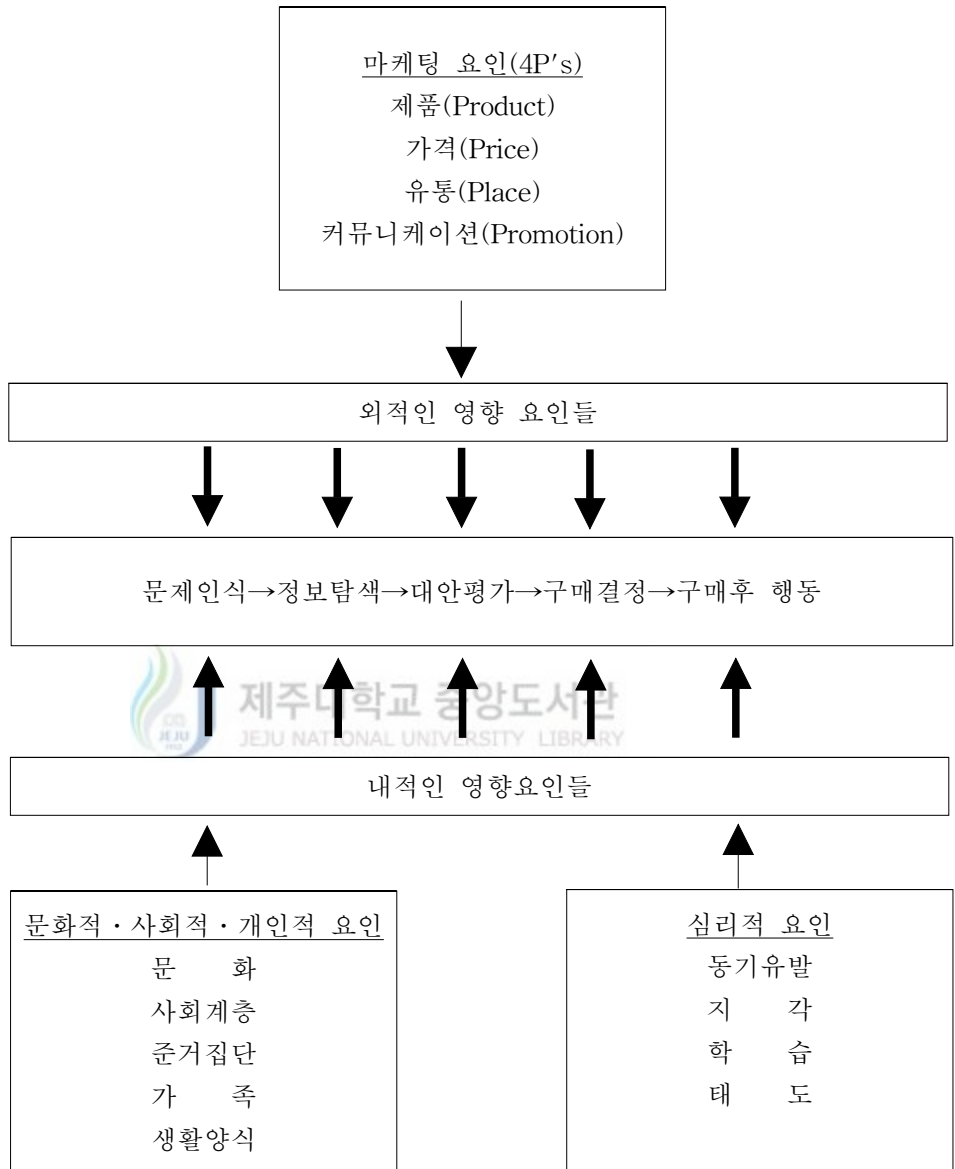 마케팅 요인(4P's)
제품(Product)
가격(Price)
유통(Place)
커뮤니케이션(Promotion)
외적인 영향 요인들
문제인식→정보탐색→대안평가→구매결정→구매후 행동
제주대학교 중앙도서관
JEJU NATIONAL UNIVERSITY LIBRARY
JEJU
1952
내적인 영향요인들
문화적·사회적·개인적 요인
문 화
사회계층
준거집단
가 족
생활양식
심리적 요인
동기유발
지 각
학 습
태 도